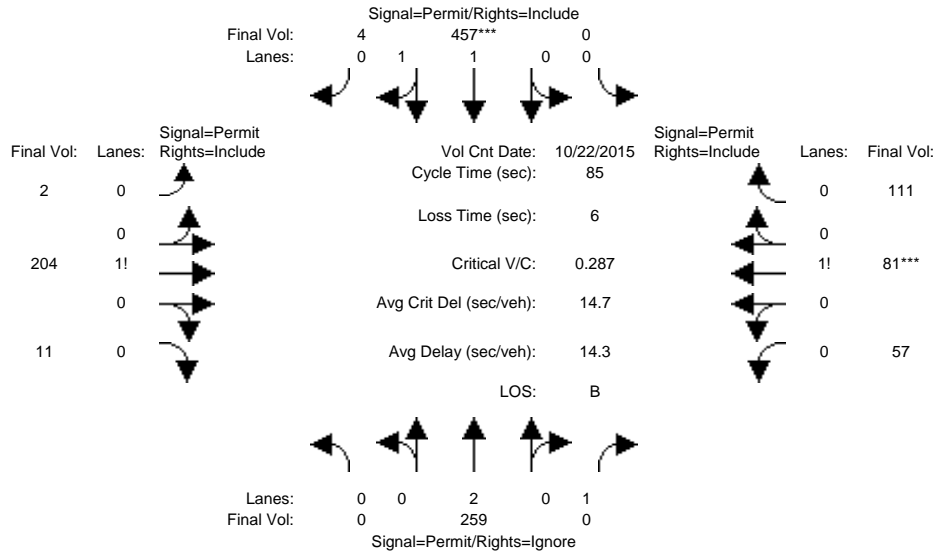 Signal=Permit/Rights=Include
Final Vol: 4 457*** 0
Lanes: 0 1 1 0 0
Signal=Permit Signal=Permit
Final Vol: Lanes: Rights=Include Vol Cnt Date: 10/22/2015 Rights=Include Lanes: Final Vol:
Cycle Time (sec): 85
2 0 0 111
Loss Time (sec): 6
0 0
204 1! Critical V/C: 0.287 1! 81***
0 Avg Crit Del (sec/veh): 14.7 0
11 0 Avg Delay (sec/veh): 14.3 0 57
LOS: B
Lanes: 0 0 2 0 1
Final Vol: 0 259 0
Signal=Permit/Rights=Ignore